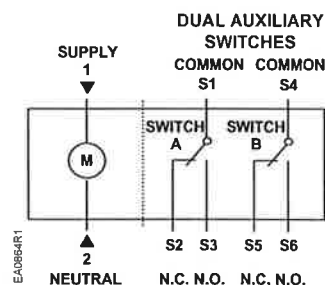 DUAL AUXILIARY
SWITCHES
SUPPLY
1
COMMON COMMON
S1 S4
SWITCH SWITCH
A B
M
2
S2 S3 S5 S6
NEUTRAL N.C. N.O. N.C. N.O.
EA0864R1